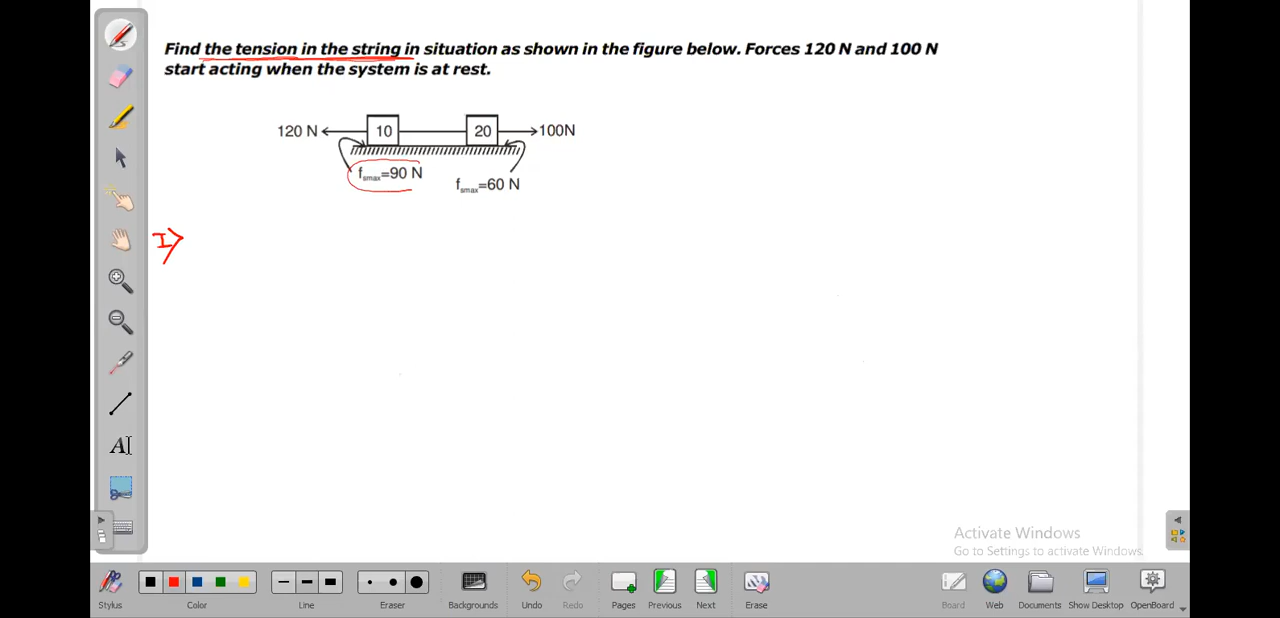 Find the tension in the string in situation as shown in the figure below. Forces 120 N and 100 N
start acting when the system is at rest.
120 N 10 20 100N
fsmax=90 N
fsmax=60 N
I>
A
Activate Windows
Go to Settings to activate Windows.
Stylus Color Line Eraser Backgrounds Undo Redo Pages Previous Next Erase Board Web Documents Show Desktop OpenBoard